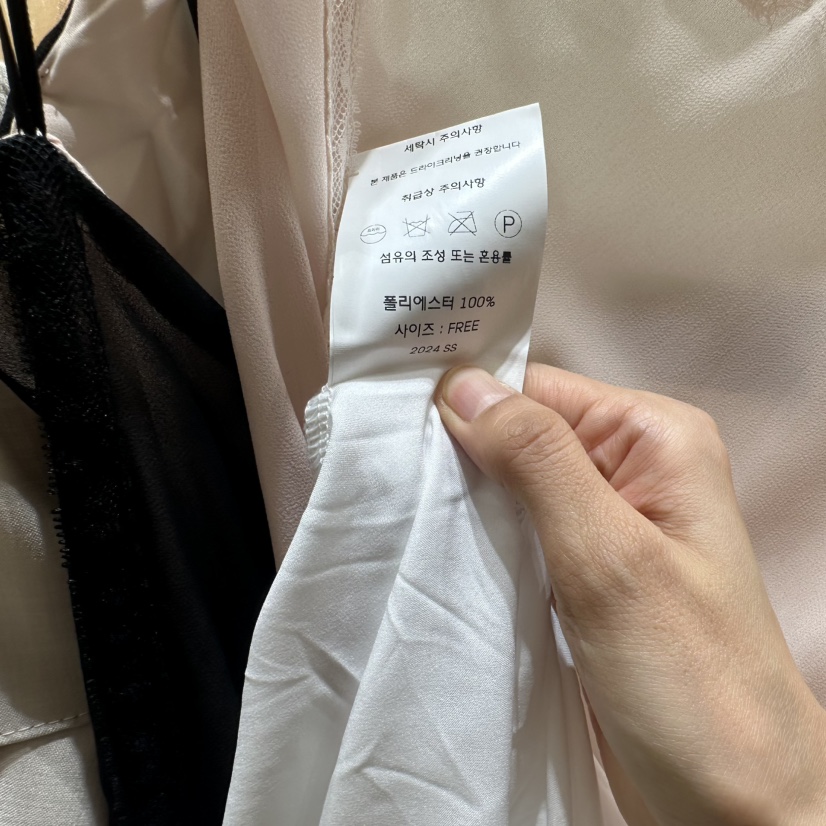 세탁시 주의사항
본 제품은 드라이크리닝을 권장합니다
취급상 주의사항
P
섬유의 조성 또는 혼용률
폴리에스터 100%
사이즈 : FREE
2024 SS